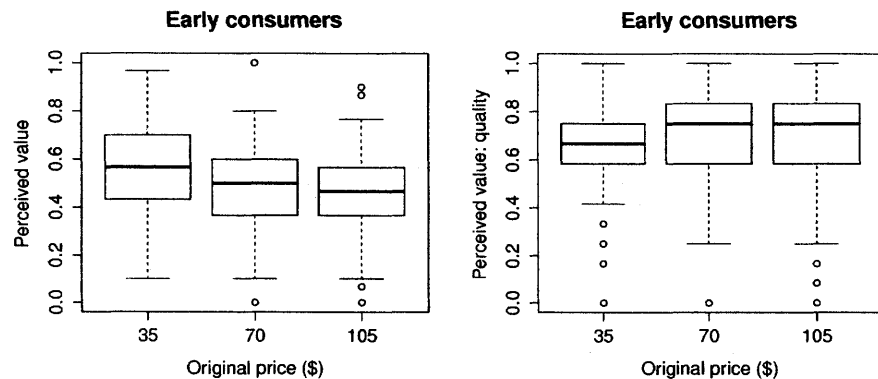 Early consumers
Perceived value
0.0 0.2 0.4 0.6 0.8 1.0
35 70 105
Original price ($)
Early consumers
Perceived value: quality
0.0 0.2 0.4 0.6 0.8 1.0
35 70 105
Original price ($)